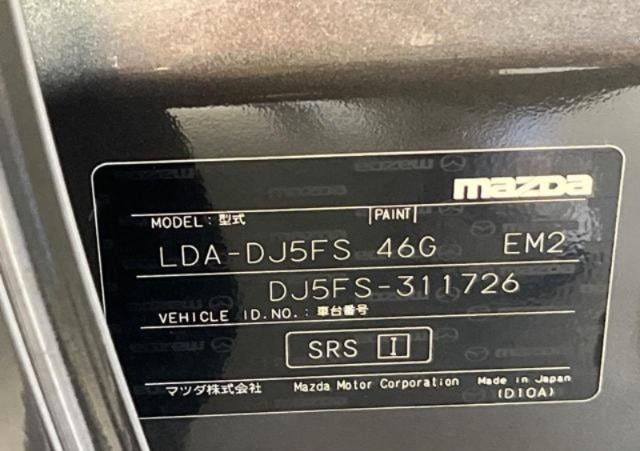 mazDa
MODEL:型式 |PAINT|
LDA-DJ5FS 46G EM2
DJ5FS-311726
VEHICLE ID.NO.:車台番号
SRS I
マツダ株式会社 Mazda Motor Corporation Made in Japan
(D10A)